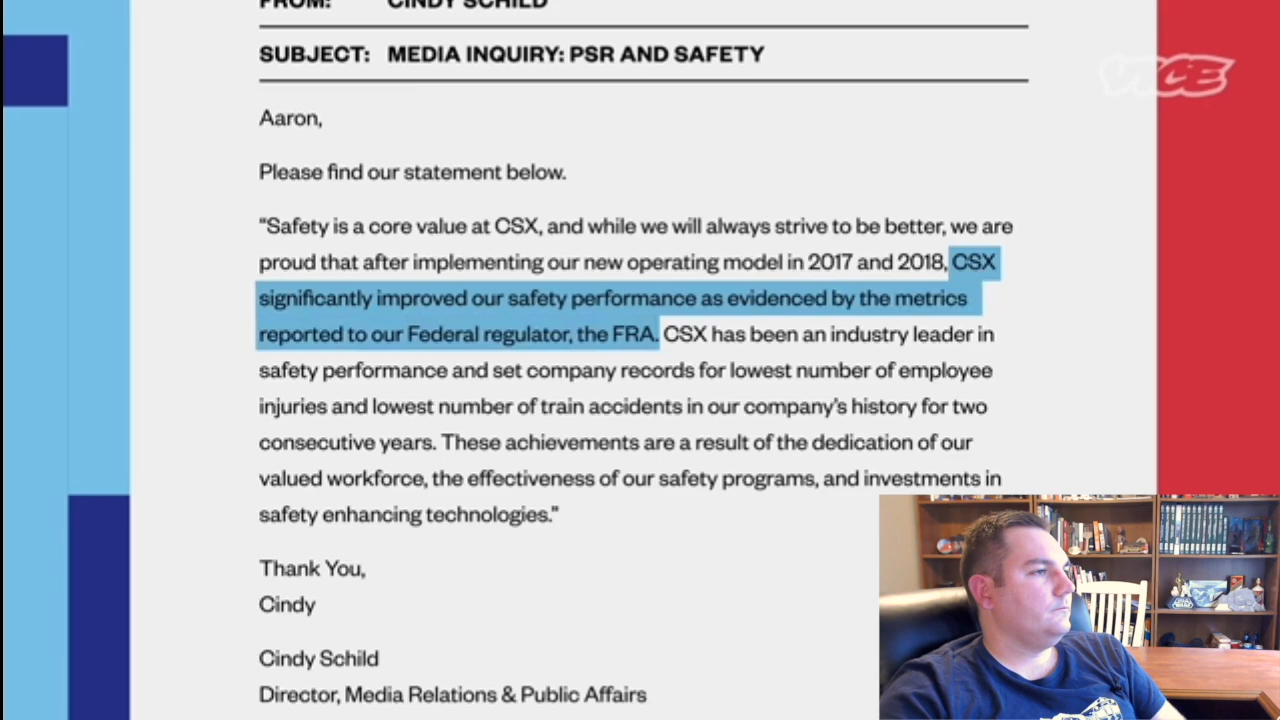 FROM: CINDY SCHILD
SUBJECT: MEDIA INQUIRY: PSR AND SAFETY
VICE
Aaron,
Please find our statement below.
“Safety is a core value at CSX, and while we will always strive to be better, we are
proud that after implementing our new operating model in 2017 and 2018, CSX
significantly improved our safety performance as evidenced by the metrics
reported to our Federal regulator, the FRA. CSX has been an industry leader in
safety performance and set company records for lowest number of employee
injuries and lowest number of train accidents in our company’s history for two
consecutive years. These achievements are a result of the dedication of our
valued workforce, the effectiveness of our safety programs, and investments in
safety enhancing technologies.”
Thank You,
Cindy
Cindy Schild
Director, Media Relations & Public Affairs